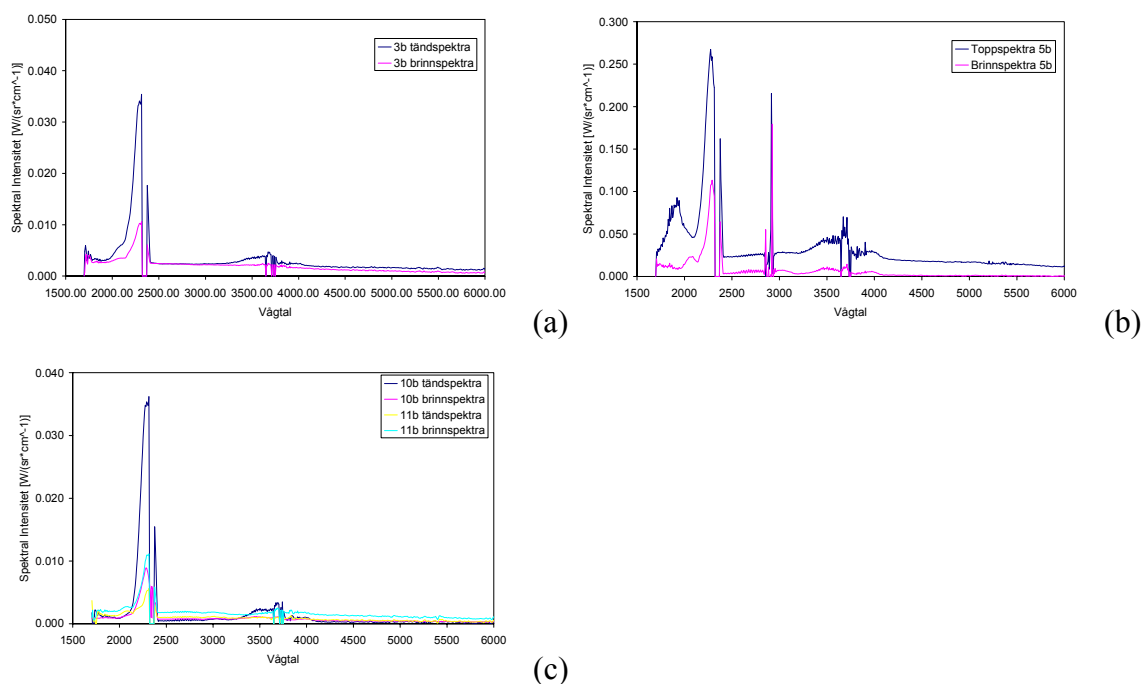 0.050
0.040
0.030
0.020
0.010
0.000
1500.00 2000.00 2500.00 3000.00 3500.00 4000.00 4500.00 5000.00 5500.00 6000.00
Vågtal
Spektral Intensitet [W/(sr*cm^-1)]
3b tändspektra
3b brinnspektra
(a)
0.300
0.250
0.200
0.150
0.100
0.050
0.000
1500 2000 2500 3000 3500 4000 4500 5000 5500 6000
Vågtal
Spektral Intensitet [W/(sr*cm^-1)]
Toppspektra 5b
Brinnspektra 5b
(b)
0.040
0.030
0.020
0.010
0.000
1500 2000 2500 3000 3500 4000 4500 5000 5500 6000
Vågtal
Spektral Intensitet [W/(sr*cm^-1)]
10b tändspektra
10b brinnspektra
11b tändspektra
11b brinnspektra
(c)